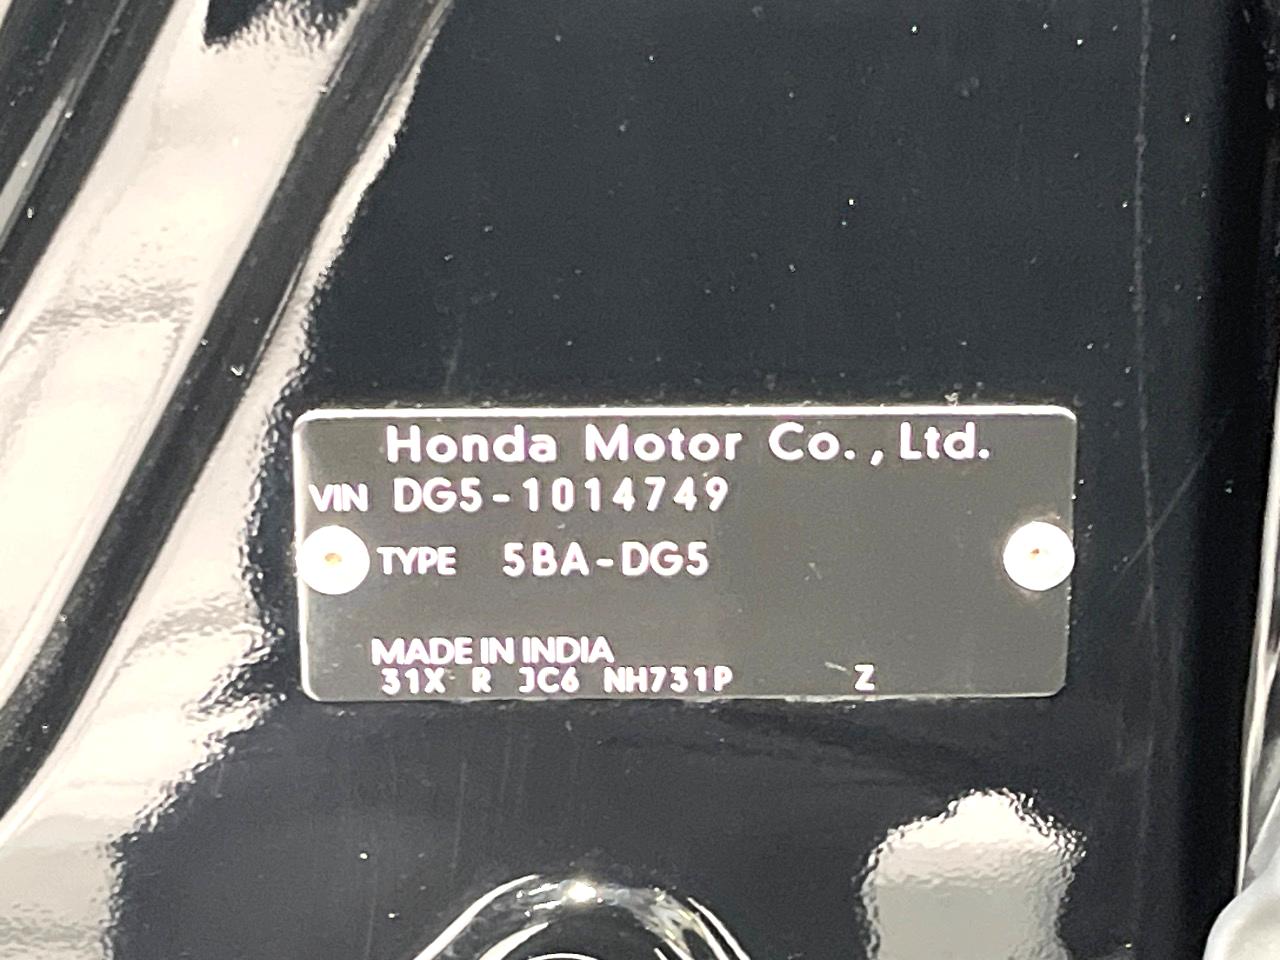 Honda Motor Co., Ltd.
VIN DG5-1014749
TYPE 5BA-DG5
MADE IN INDIA
31X R JC6 NH731P Z